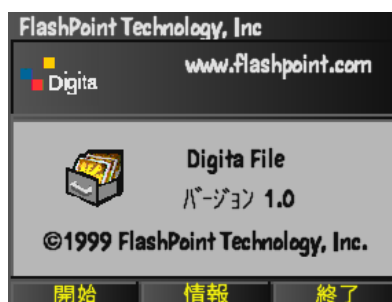 FlashPoint Technology, Inc
www.flashpoint.com
Digita
Digita File
バージョン 1.0
©1999 FlashPoint Technology, Inc.
開始 情報 終了